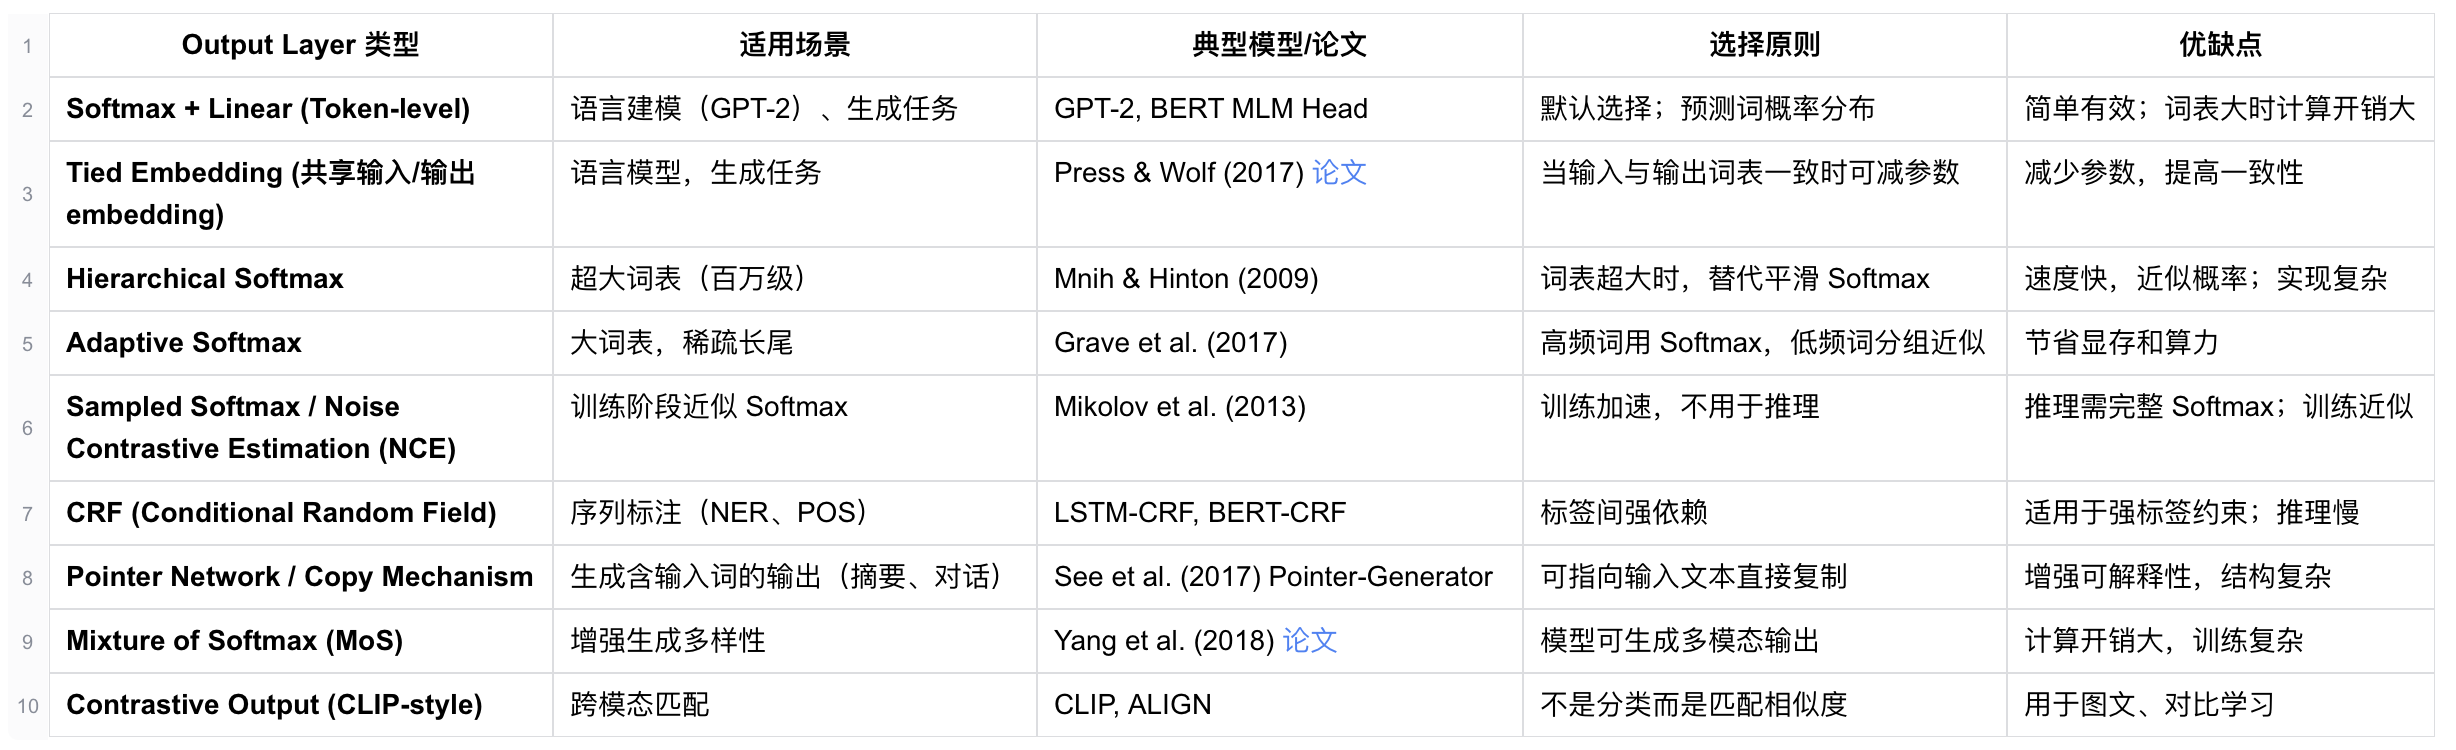 1 Output Layer 类型 适用场景 典型模型/论文 选择原则 优缺点
2 Softmax + Linear (Token-level) 语言建模（GPT-2）、生成任务 GPT-2, BERT MLM Head 默认选择；预测词概率分布 简单有效；词表大时计算开销大
3 Tied Embedding (共享输入/输出 语言模型，生成任务 Press & Wolf (2017) 论文 当输入与输出词表一致时可减参数 减少参数，提高一致性
embedding)
4 Hierarchical Softmax 超大词表（百万级） Mnih & Hinton (2009) 词表超大时，替代平滑 Softmax 速度快，近似概率；实现复杂
5 Adaptive Softmax 大词表，稀疏长尾 Grave et al. (2017) 高频词用 Softmax，低频词分组近似 节省显存和算力
6 Sampled Softmax / Noise 训练阶段近似 Softmax Mikolov et al. (2013) 训练加速，不用于推理 推理需完整 Softmax；训练近似
Contrastive Estimation (NCE)
7 CRF (Conditional Random Field) 序列标注（NER、POS） LSTM-CRF, BERT-CRF 标签间强依赖 适用于强标签约束；推理慢
8 Pointer Network / Copy Mechanism 生成含输入词的输出（摘要、对话） See et al. (2017) Pointer-Generator 可指向输入文本直接复制 增强可解释性，结构复杂
9 Mixture of Softmax (MoS) 增强生成多样性 Yang et al. (2018) 论文 模型可生成多模态输出 计算开销大，训练复杂
10 Contrastive Output (CLIP-style) 跨模态匹配 CLIP, ALIGN 不是分类而是匹配相似度 用于图文、对比学习